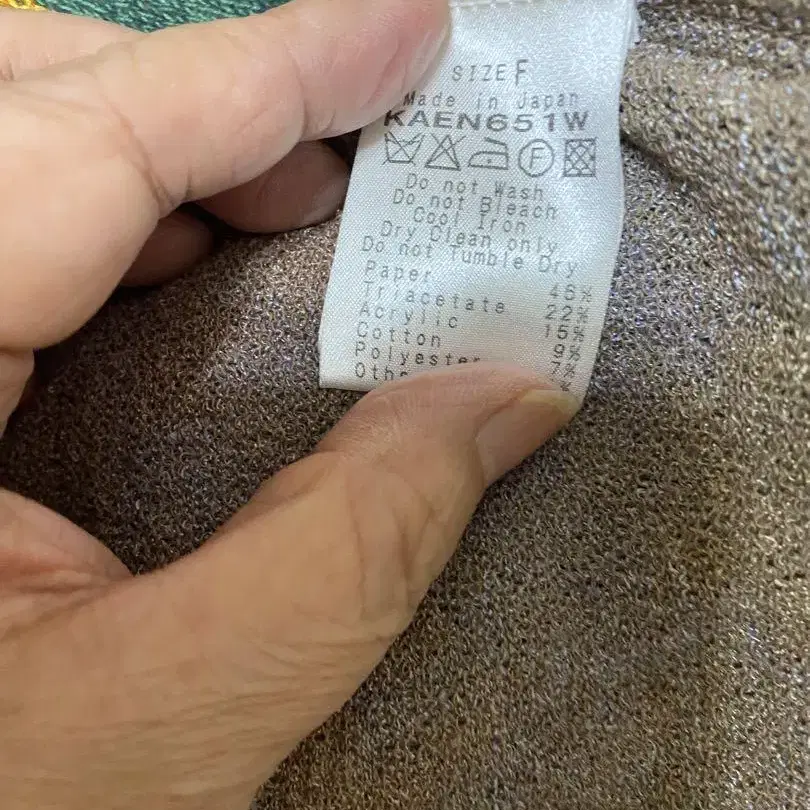 SIZE F
Made in Japan
KAEN651W
F
Do not Wash
Do not Bleach
Cool Iron
Dry Clean only
Do not Tumble Dry
Paper 46%
Triacetate 22%
Acrylic 15%
Cotton 9%
Polyester 7%
%